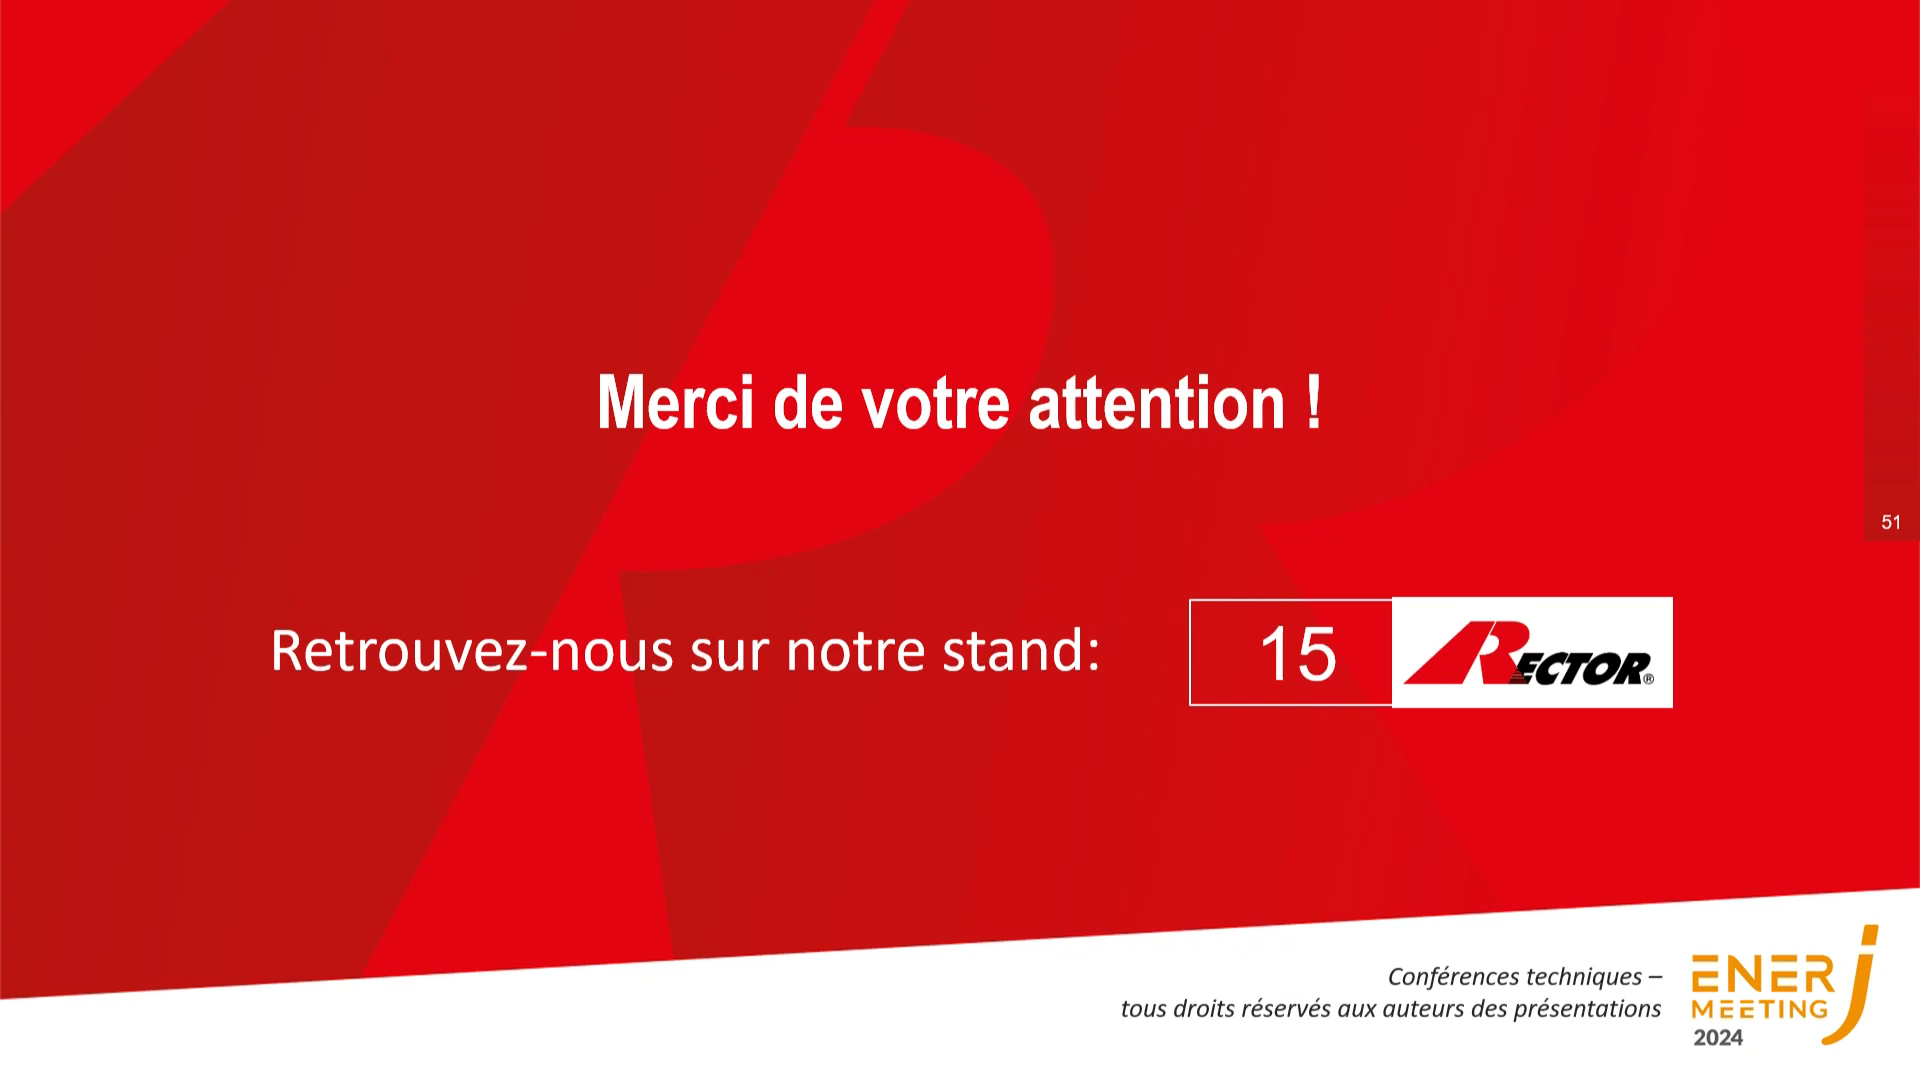 Merci de votre attention !
51
Retrouvez-nous sur notre stand:
15
RECTOR®
Conférences techniques –
tous droits réservés aux auteurs des présentations
ENERJ
MEETING
2024